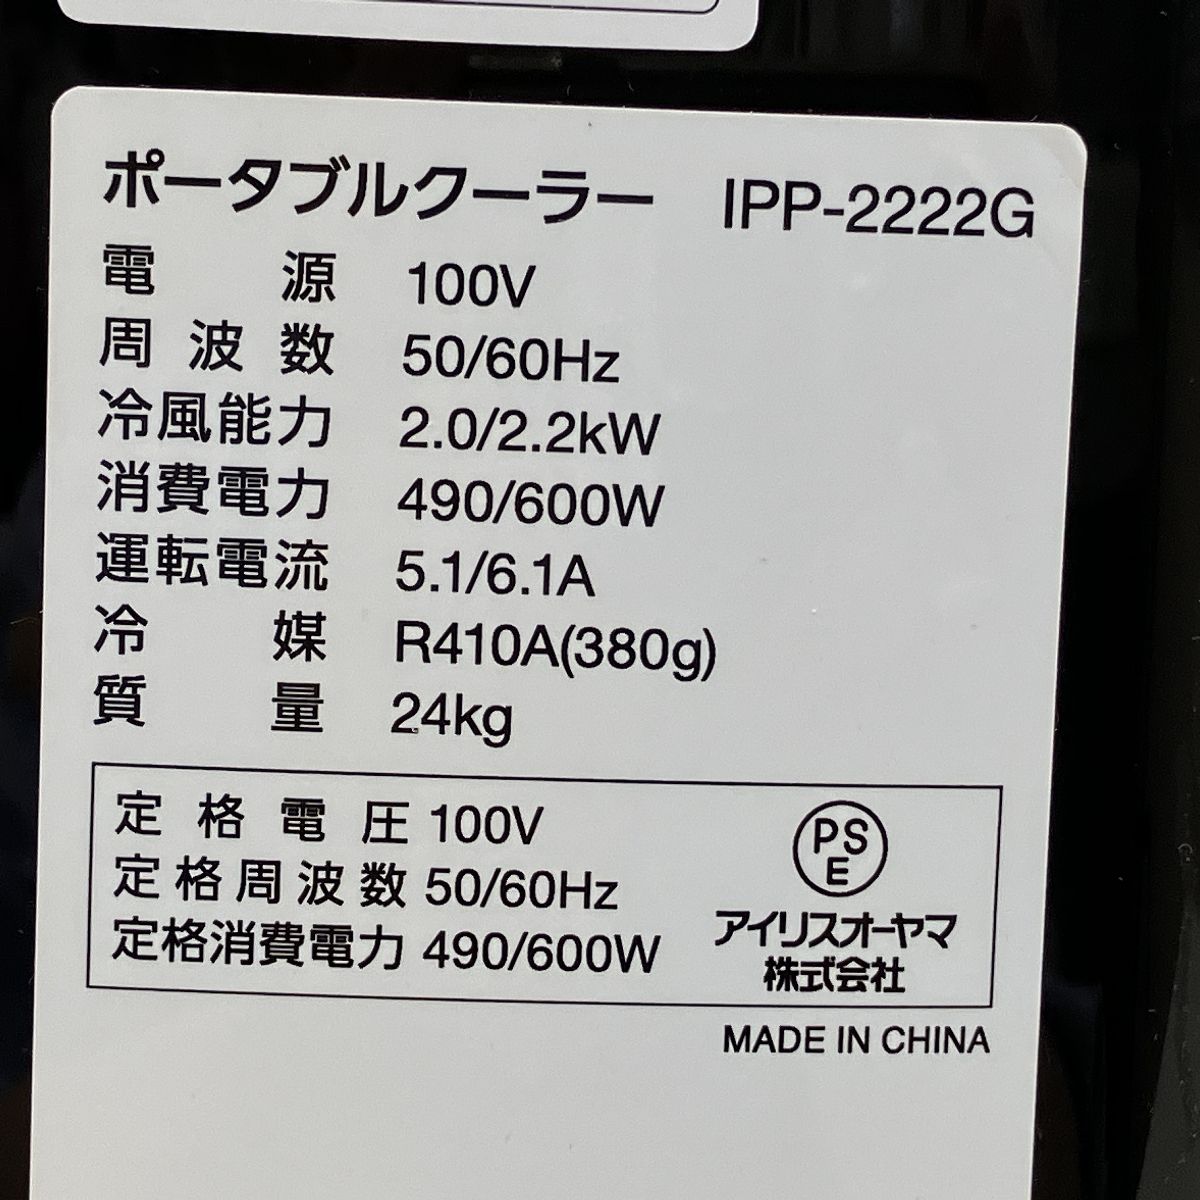 ポータブルクーラー IPP-2222G
電源 100V
周波数 50/60Hz
冷風能力 2.0/2.2kW
消費電力 490/600W
運転電流 5.1/6.1A
冷媒 R410A(380g)
質量 24kg
定格電圧 100V
定格周波数 50/60Hz
定格消費電力 490/600W
PS
E
アイリスオーヤマ
株式会社
MADE IN CHINA